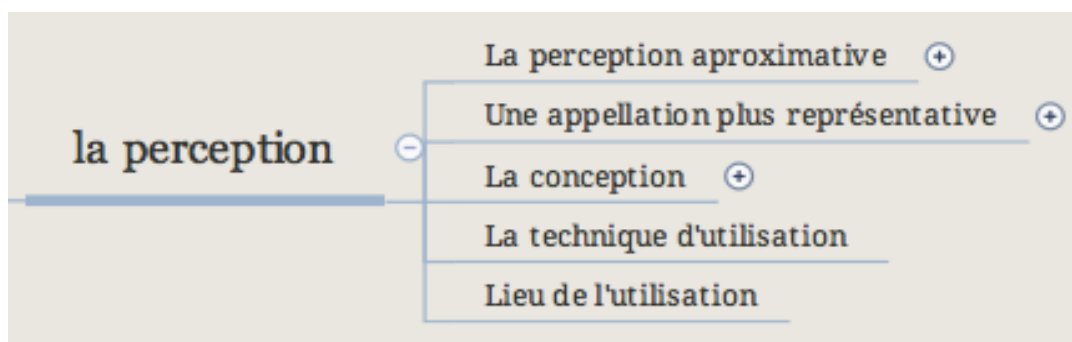 la perception
La perception aproximative
Une appellation plus représentative
La conception
La technique d'utilisation
Lieu de l'utilisation